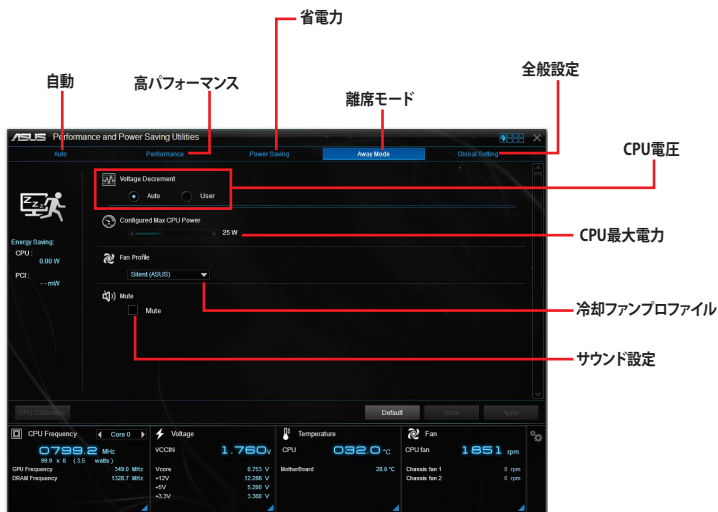 省電力
自動
高パフォーマンス
離席モード
全般設定
ASUS Performance and Power Saving Utilities
Auto
Performance
Power Saving
Away Mode
Global Setting
CPU電圧
Voltage Decrement
Auto
User
Configured Max CPU Power
25 W
CPU最大電力
Energy Saving:
CPU :
0.00 W
PCI :
- - mW
Fan Profile
Silent (ASUS)
冷却ファンプロファイル
Mute
Mute
サウンド設定
EPU Calibration
Default
Undo
Apply
CPU Frequency
Core 0
0799.2 MHz
99.9 x 8 (3.5 watts)
GPU Frequency 349.0 MHz
DRAM Frequency 1328.7 MHz
Voltage
VCCIN 1.760v
Vcore 0.753 V
+12V 12.288 V
+5V 5.200 V
+3.3V 3.360 V
Temperature
CPU 032.0 °C
MotherBoard 28.0 °C
Fan
CPU fan 1851 rpm
Chassis fan 1 0 rpm
Chassis fan 2 0 rpm